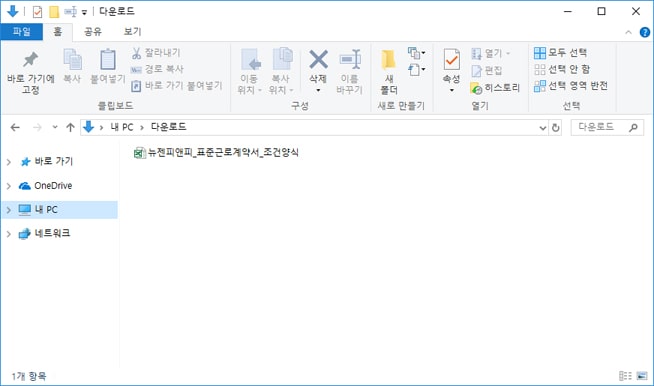 다운로드
파일 홈 공유 보기
바로 가기에 고정
복사
붙여넣기
잘라내기
경로 복사
바로 가기 붙여넣기
클립보드
이동 위치
복사 위치
삭제
이름 바꾸기
구성
새 폴더
새로 만들기
속성
열기
편집
히스토리
열기
모두 선택
선택 안 함
선택 영역 반전
선택
내 PC 다운로드
다운로드
바로 가기
OneDrive
내 PC
네트워크
뉴젠피앤피_표준근로계약서_조건양식
1개 항목